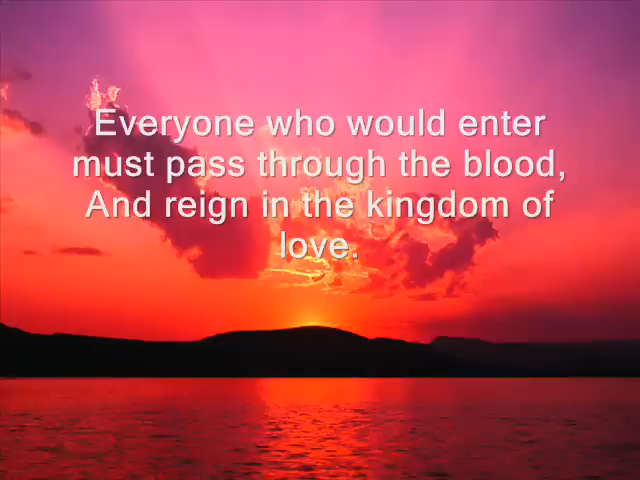 Everyone who would enter
must pass through the blood,
And reign in the kingdom of
love.